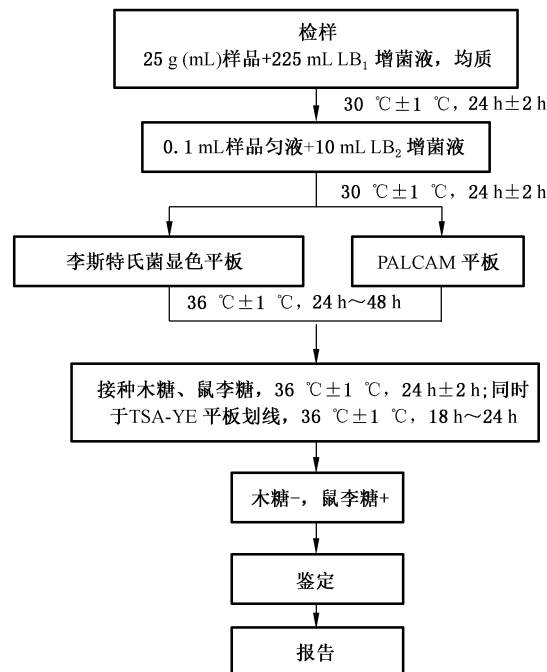 检样
25 g (mL)样品+225 mL LB₁ 增菌液，均质
30 ℃±1 ℃，24 h±2 h
0.1 mL样品匀液+10 mL LB₂ 增菌液
30 ℃±1 ℃，24 h±2 h
李斯特氏菌显色平板
PALCAM 平板
36 ℃±1 ℃，24 h～48 h
接种木糖、鼠李糖，36 ℃±1 ℃，24 h±2 h；同时
于TSA-YE 平板划线，36 ℃±1 ℃，18 h～24 h
木糖−，鼠李糖+
鉴定
报告